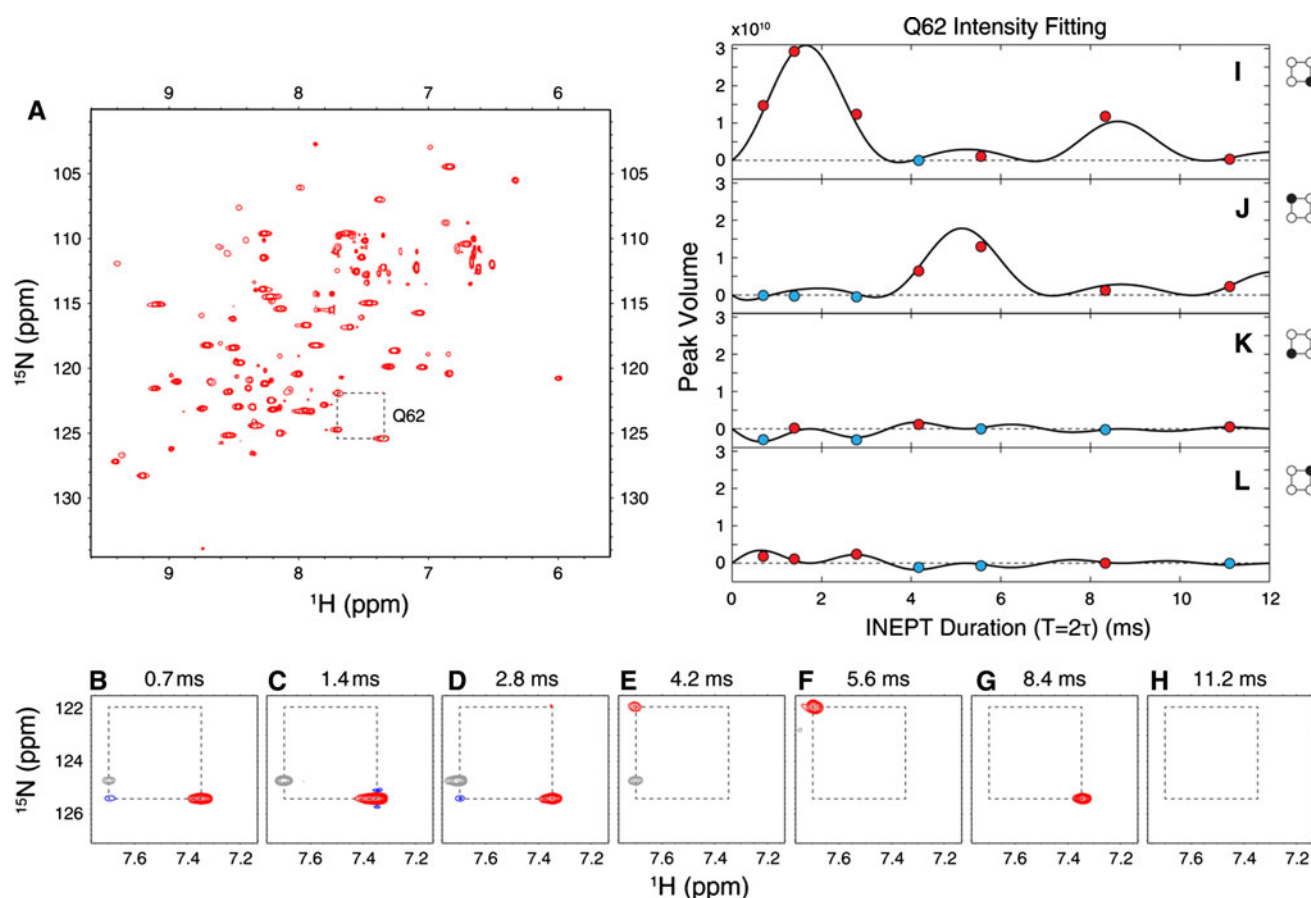 A
9 8 7 6
105 105
110 110
115 115
120 120
125 125
130 130
Q62
9 8 7 6
¹H (ppm)
¹⁵N (ppm)
Q62 Intensity Fitting
x10¹⁰
3
2
1
0
I
3
2
1
0
J
3
2
1
0
K
3
2
1
0
L
0 2 4 6 8 10 12
INEPT Duration (T=2τ) (ms)
Peak Volume
B 0.7 ms
C 1.4 ms
D 2.8 ms
E 4.2 ms
F 5.6 ms
G 8.4 ms
H 11.2 ms
122
124
126
¹⁵N (ppm)
7.6 7.4 7.2 7.6 7.4 7.2 7.6 7.4 7.2 7.6 7.4 7.2 7.6 7.4 7.2 7.6 7.4 7.2 7.6 7.4 7.2
¹H (ppm)